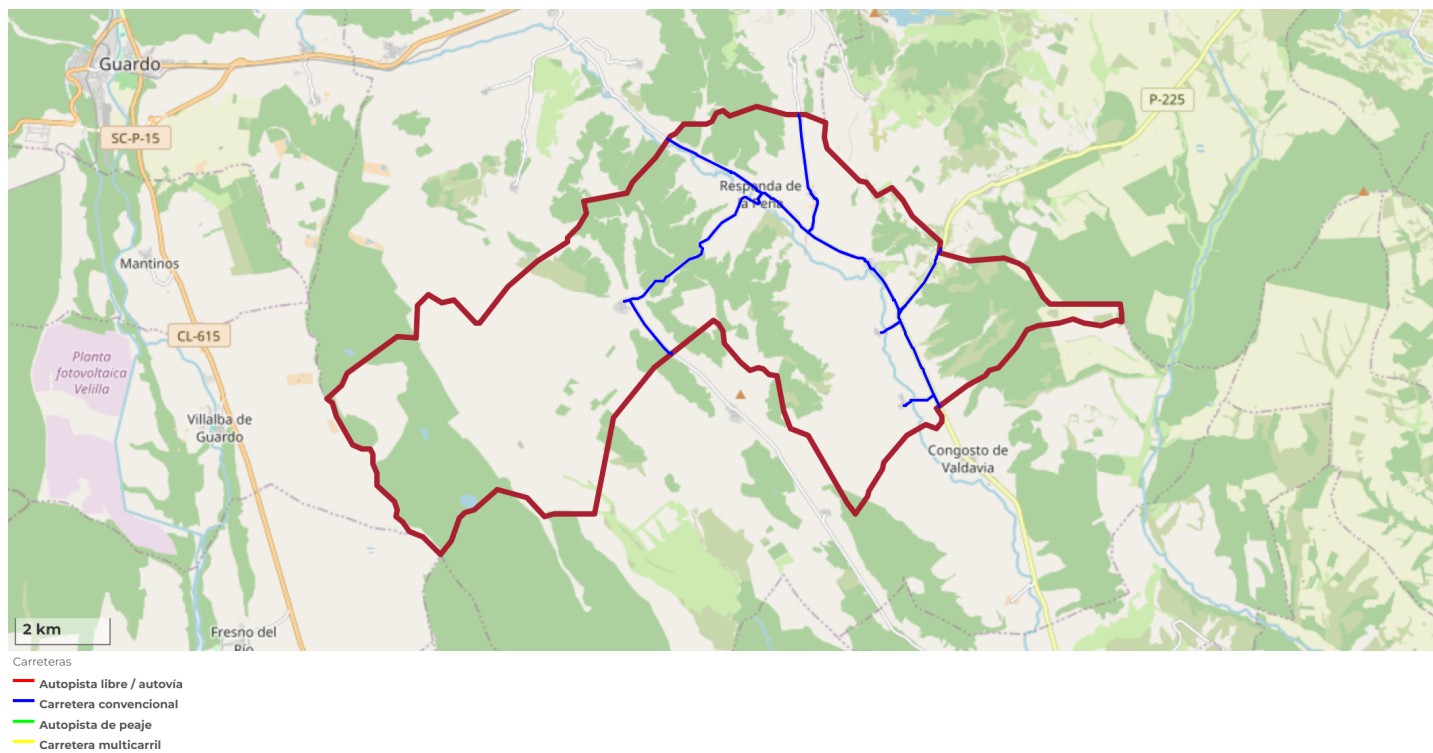 Guardo
P-225
SC-P-15
Respenda de
la Peña
Mantinos
CL-615
Planta
fotovoltaica
Velilla
Villalba de
Guardo
Congosto de
Valdavia
2 km
Fresno del
Río
Carreteras
Autopista libre / autovía
Carretera convencional
Autopista de peaje
Carretera multicarril